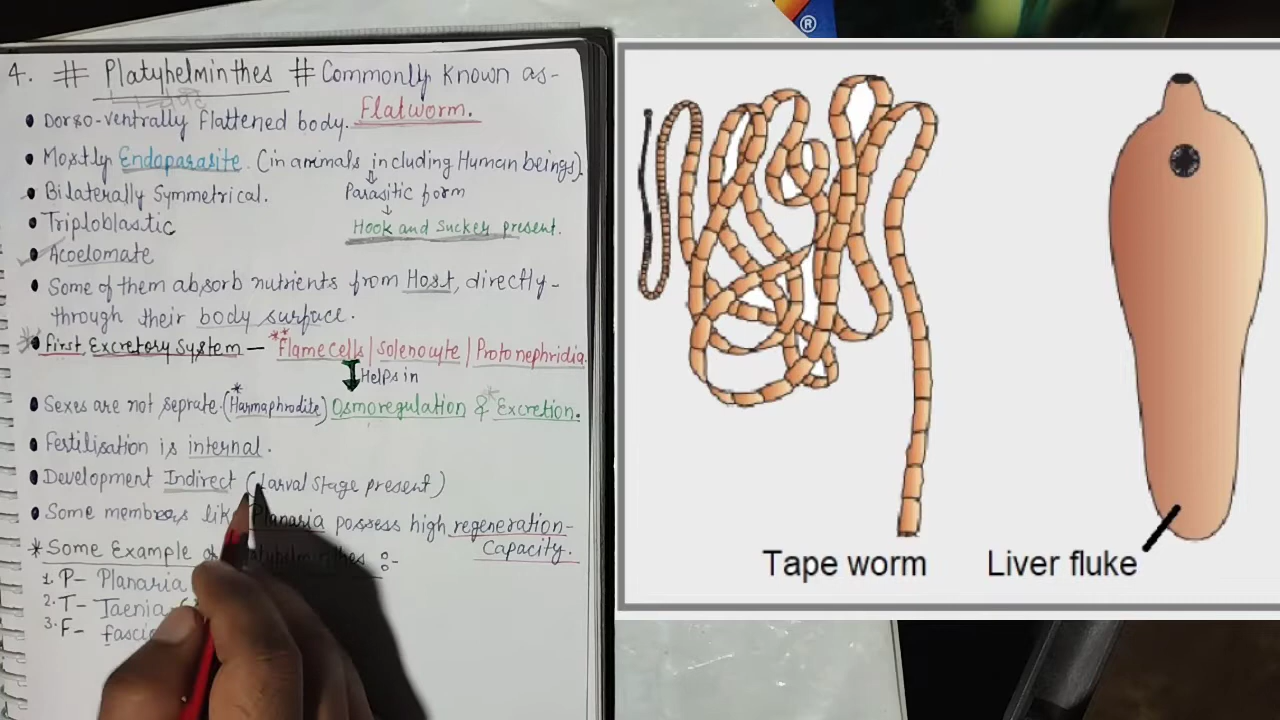 4. # Platyhelminthes # Commonly known as-
Flatworm.
• Dorso-ventrally Flattened body.
• Mostly Endoparasite. (in animals including Human beings).
• Bilaterally Symmetrical. Parasitic form
• Triploblastic Hook and Sucker present.
• Acoelomate
• Some of them absorb nutrients from Host, directly-
through their body surface.
• First Excretory System – ** Flame cells | Solenocyte | Protonephridia.
Helps in
• Sexes are not seprate. (Harmaphrodite) Osmoregulation & Excretion.
• Fertilisation is internal.
• Development Indirect (Larval stage present)
• Some members like Planaria possess high regeneration-
Capacity.
* Some Example of Platyhelminthes :-
1. P- Planaria
2. T- Taenia
3. F-
Tape worm Liver fluke
®